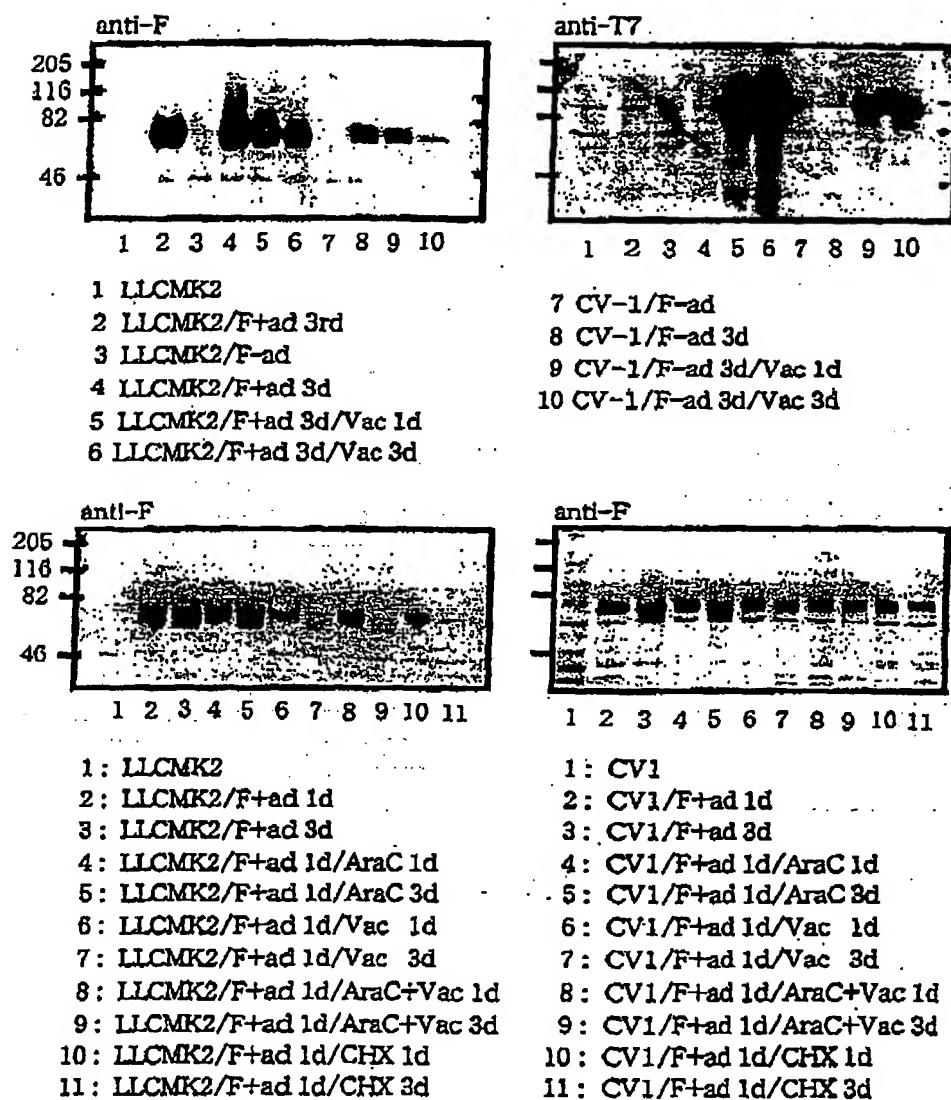 anti-F
205
116
82
46
1 2 3 4 5 6 7 8 9 10
anti-T7
1 2 3 4 5 6 7 8 9 10
1 LLCMK2
2 LLCMK2/F+ad 3rd
3 LLCMK2/F-ad
4 LLCMK2/F+ad 3d
5 LLCMK2/F+ad 3d/Vac 1d
6 LLCMK2/F+ad 3d/Vac 3d
7 CV-1/F-ad
8 CV-1/F-ad 3d
9 CV-1/F-ad 3d/Vac 1d
10 CV-1/F-ad 3d/Vac 3d
anti-F
205
116
82
46
1 2 3 4 5 6 7 8 9 10 11
1: LLCMK2
2: LLCMK2/F+ad 1d
3: LLCMK2/F+ad 3d
4: LLCMK2/F+ad 1d/AraC 1d
5: LLCMK2/F+ad 1d/AraC 3d
6: LLCMK2/F+ad 1d/Vac 1d
7: LLCMK2/F+ad 1d/Vac 3d
8: LLCMK2/F+ad 1d/AraC+Vac 1d
9: LLCMK2/F+ad 1d/AraC+Vac 3d
10: LLCMK2/F+ad 1d/CHX 1d
11: LLCMK2/F+ad 1d/CHX 3d
anti-F
1 2 3 4 5 6 7 8 9 10 11
1: CV1
2: CV1/F+ad 1d
3: CV1/F+ad 3d
4: CV1/F+ad 1d/AraC 1d
5: CV1/F+ad 1d/AraC 3d
6: CV1/F+ad 1d/Vac 1d
7: CV1/F+ad 1d/Vac 3d
8: CV1/F+ad 1d/AraC+Vac 1d
9: CV1/F+ad 1d/AraC+Vac 3d
10: CV1/F+ad 1d/CHX 1d
11: CV1/F+ad 1d/CHX 3d